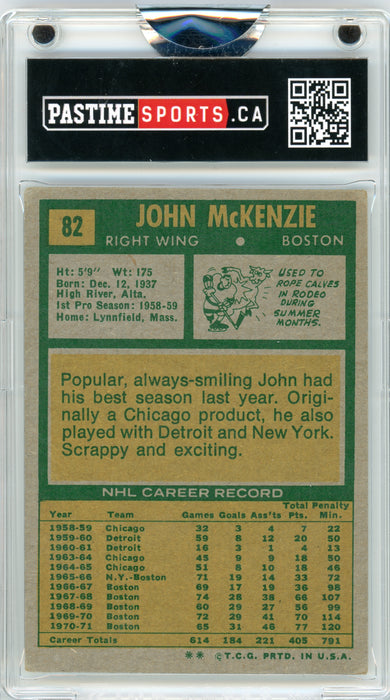 PASTIMESPORTS.CA
82
JOHN McKENZIE
RIGHT WING • BOSTON
Ht: 5'9" Wt: 175
Born: Dec. 12, 1937
High River, Alta.
1st Pro Season: 1958-59
Home: Lynnfield, Mass.
USED TO
ROPE CALVES
IN RODEO
DURING
SUMMER
MONTHS.
Popular, always-smiling John had
his best season last year. Origi-
nally a Chicago product, he also
played with Detroit and New York.
Scrappy and exciting.
NHL CAREER RECORD
Year Team Games Goals Ass'ts Total Pts. Penalty Min.
1958-59 Chicago 32 3 4 7 22
1959-60 Detroit 59 8 12 20 50
1960-61 Detroit 16 3 1 4 13
1963-64 Chicago 45 9 9 18 50
1964-65 Chicago 51 8 10 18 46
1965-66 N.Y.-Boston 71 19 14 33 72
1966-67 Boston 69 17 19 36 98
1967-68 Boston 74 28 38 66 107
1968-69 Boston 60 29 27 56 99
1969-70 Boston 72 29 41 70 114
1970-71 Boston 65 31 46 77 120
Career Totals 614 184 221 405 791
** © T.C.G. PRTD. IN U.S.A.